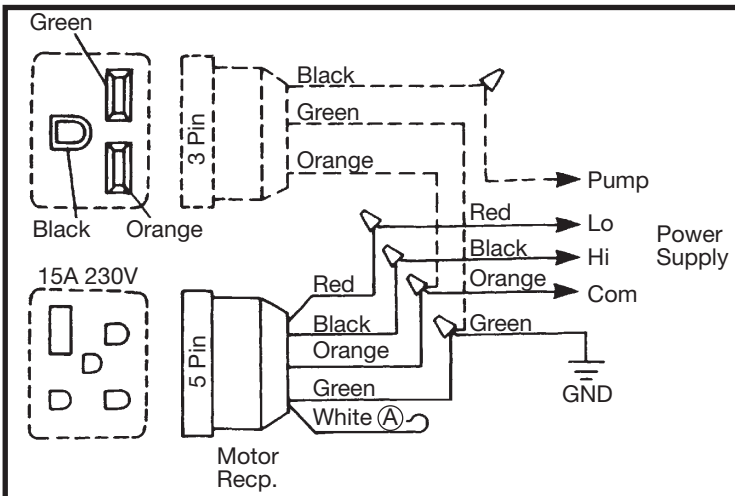 Green
Black
Green
Orange
3 Pin
Black
Orange
Pump
Red
Lo
Black
Hi
Orange
Com
Power
Supply
15A 230V
Red
Black
Orange
Green
White Ⓐ
5 Pin
Green
GND
Motor
Recp.